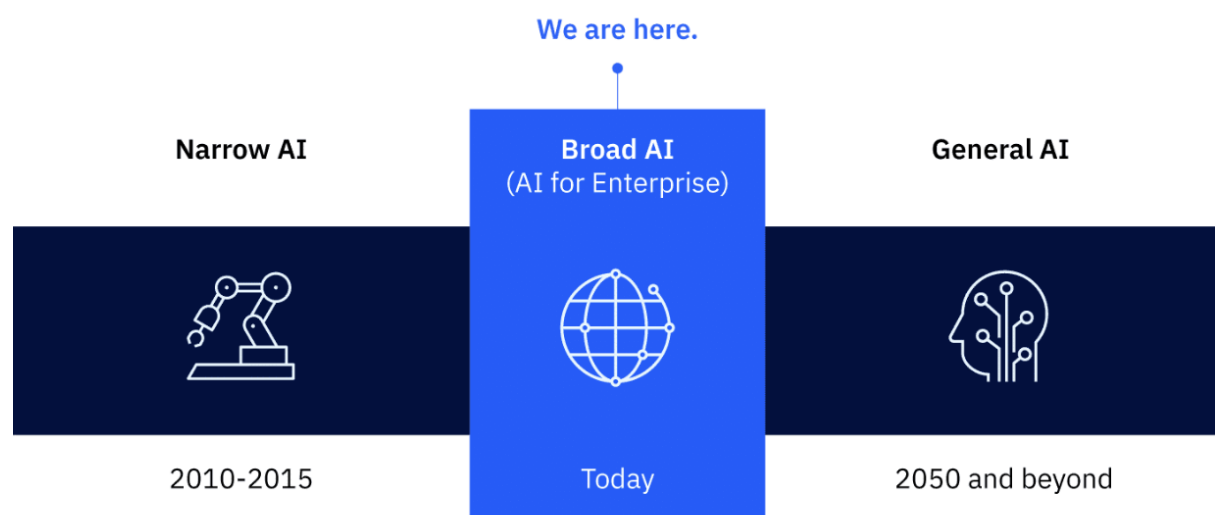 We are here.
Narrow AI
Broad AI
(AI for Enterprise)
General AI
2010-2015
Today
2050 and beyond